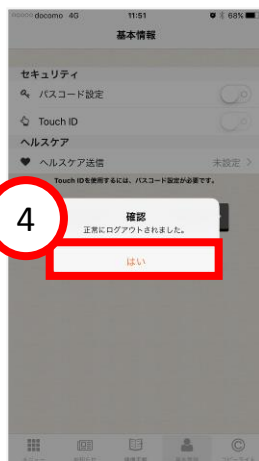 docomo 4G 11:51 68%
基本情報
セキュリティ
パスコード設定
Touch ID
ヘルスケア
ヘルスケア送信 未設定
Touch IDを使用するには、パスコード設定が必要です。
4
確認
正常にログアウトされました。
はい